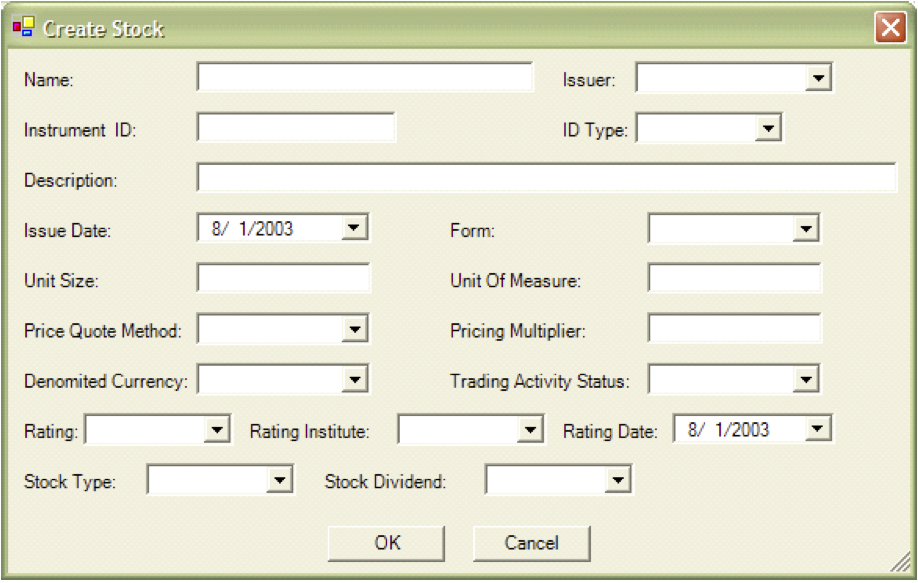 Create Stock
Name: Issuer:
Instrument ID: ID Type:
Description:
Issue Date: 8/ 1/2003 Form:
Unit Size: Unit Of Measure:
Price Quote Method: Pricing Multiplier:
Denomited Currency: Trading Activity Status:
Rating: Rating Institute: Rating Date: 8/ 1/2003
Stock Type: Stock Dividend:
OK Cancel